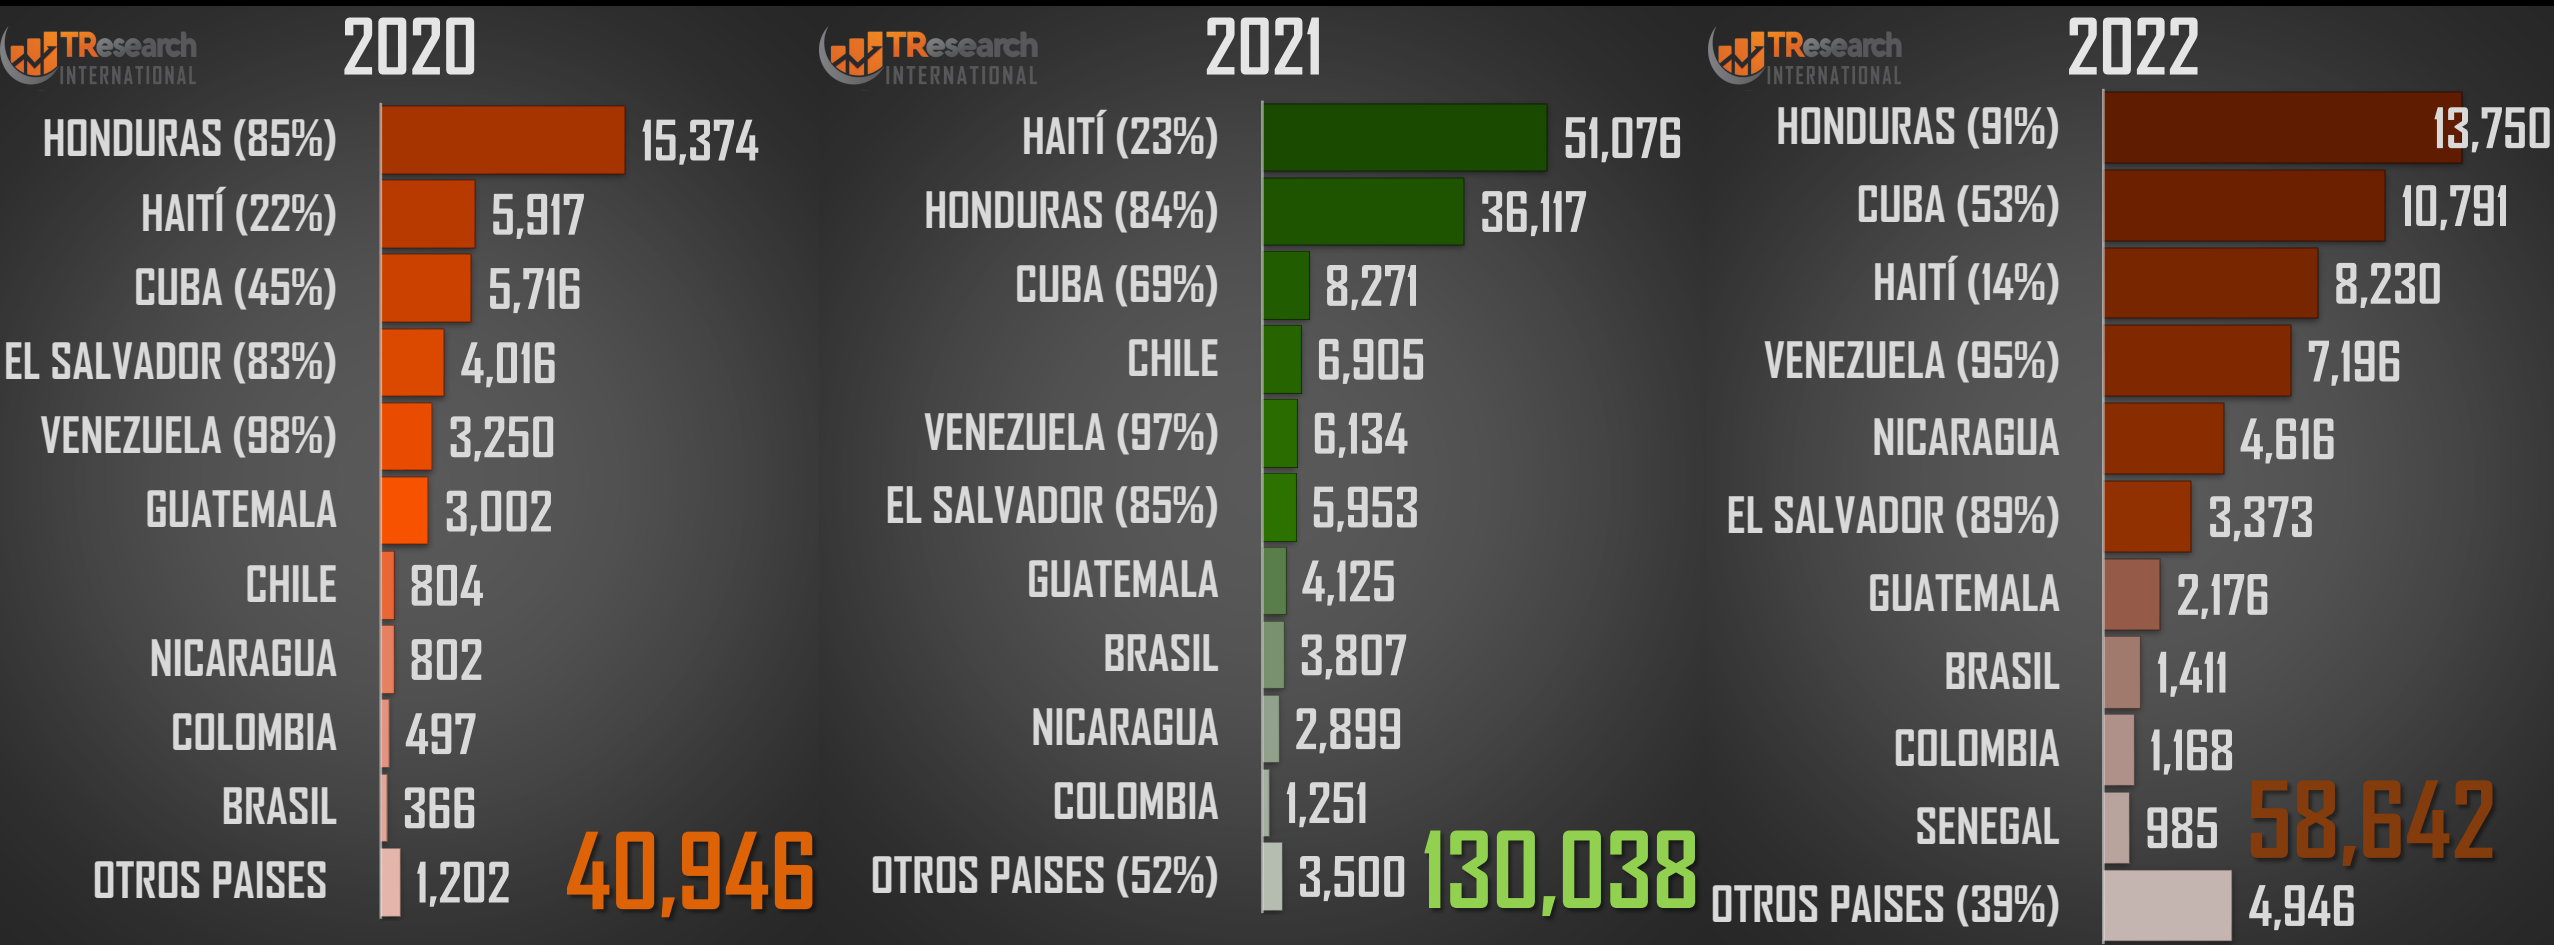 TResearch
INTERNATIONAL
2020
HONDURAS (85%) 15,374
HAITÍ (22%) 5,917
CUBA (45%) 5,716
EL SALVADOR (83%) 4,016
VENEZUELA (98%) 3,250
GUATEMALA 3,002
CHILE 804
NICARAGUA 802
COLOMBIA 497
BRASIL 366
OTROS PAISES 1,202
40,946
TResearch
INTERNATIONAL
2021
HAITÍ (23%) 51,076
HONDURAS (84%) 36,117
CUBA (69%) 8,271
CHILE 6,905
VENEZUELA (97%) 6,134
EL SALVADOR (85%) 5,953
GUATEMALA 4,125
BRASIL 3,807
NICARAGUA 2,899
COLOMBIA 1,251
OTROS PAISES (52%) 3,500
130,038
TResearch
INTERNATIONAL
2022
HONDURAS (91%) 13,750
CUBA (53%) 10,791
HAITÍ (14%) 8,230
VENEZUELA (95%) 7,196
NICARAGUA 4,616
EL SALVADOR (89%) 3,373
GUATEMALA 2,176
BRASIL 1,411
COLOMBIA 1,168
SENEGAL 985
58,642
OTROS PAISES (39%) 4,946